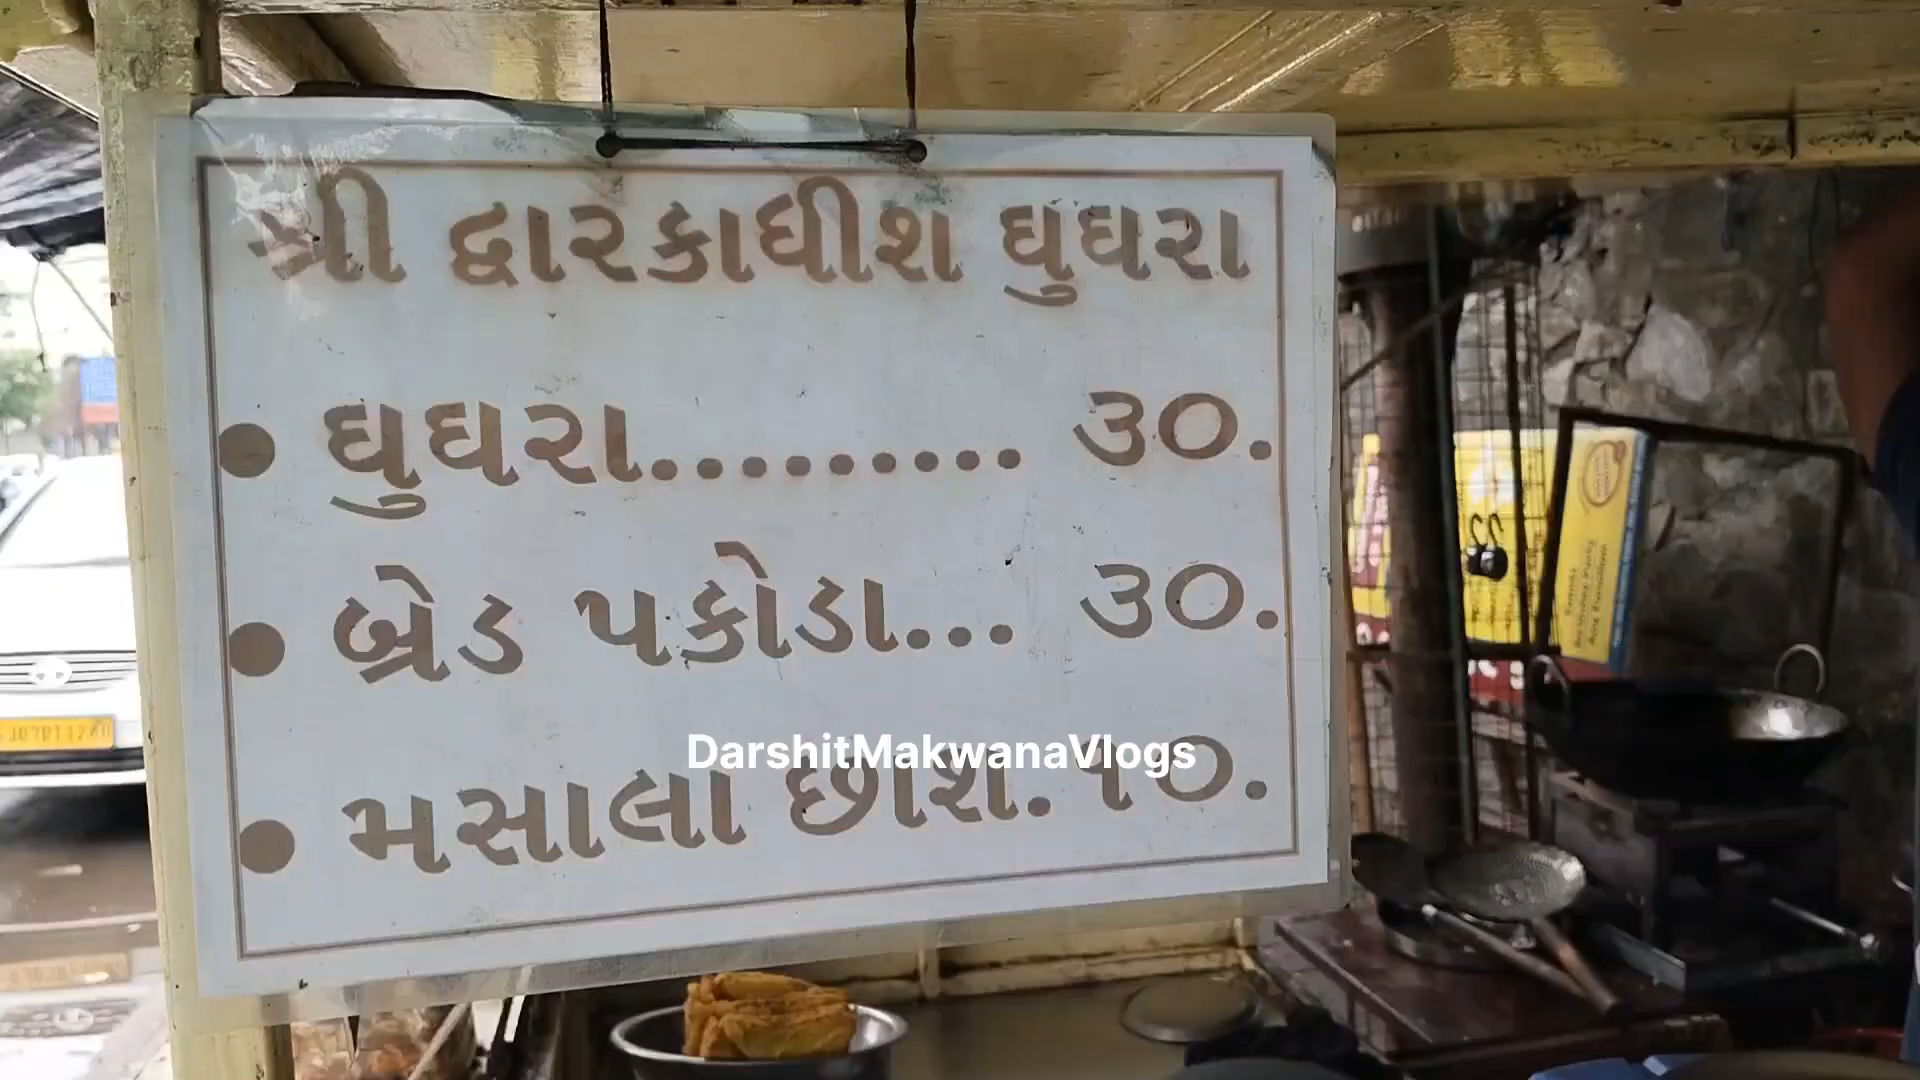 શ્રી દ્વારકાધીશ ઘુઘરા
• ઘુઘરા.......... ૩૦.
• બ્રેડ પકોડા... ૩૦.
DarshitMakwanaVlogs
• મસાલા છાશ. ૧૦.